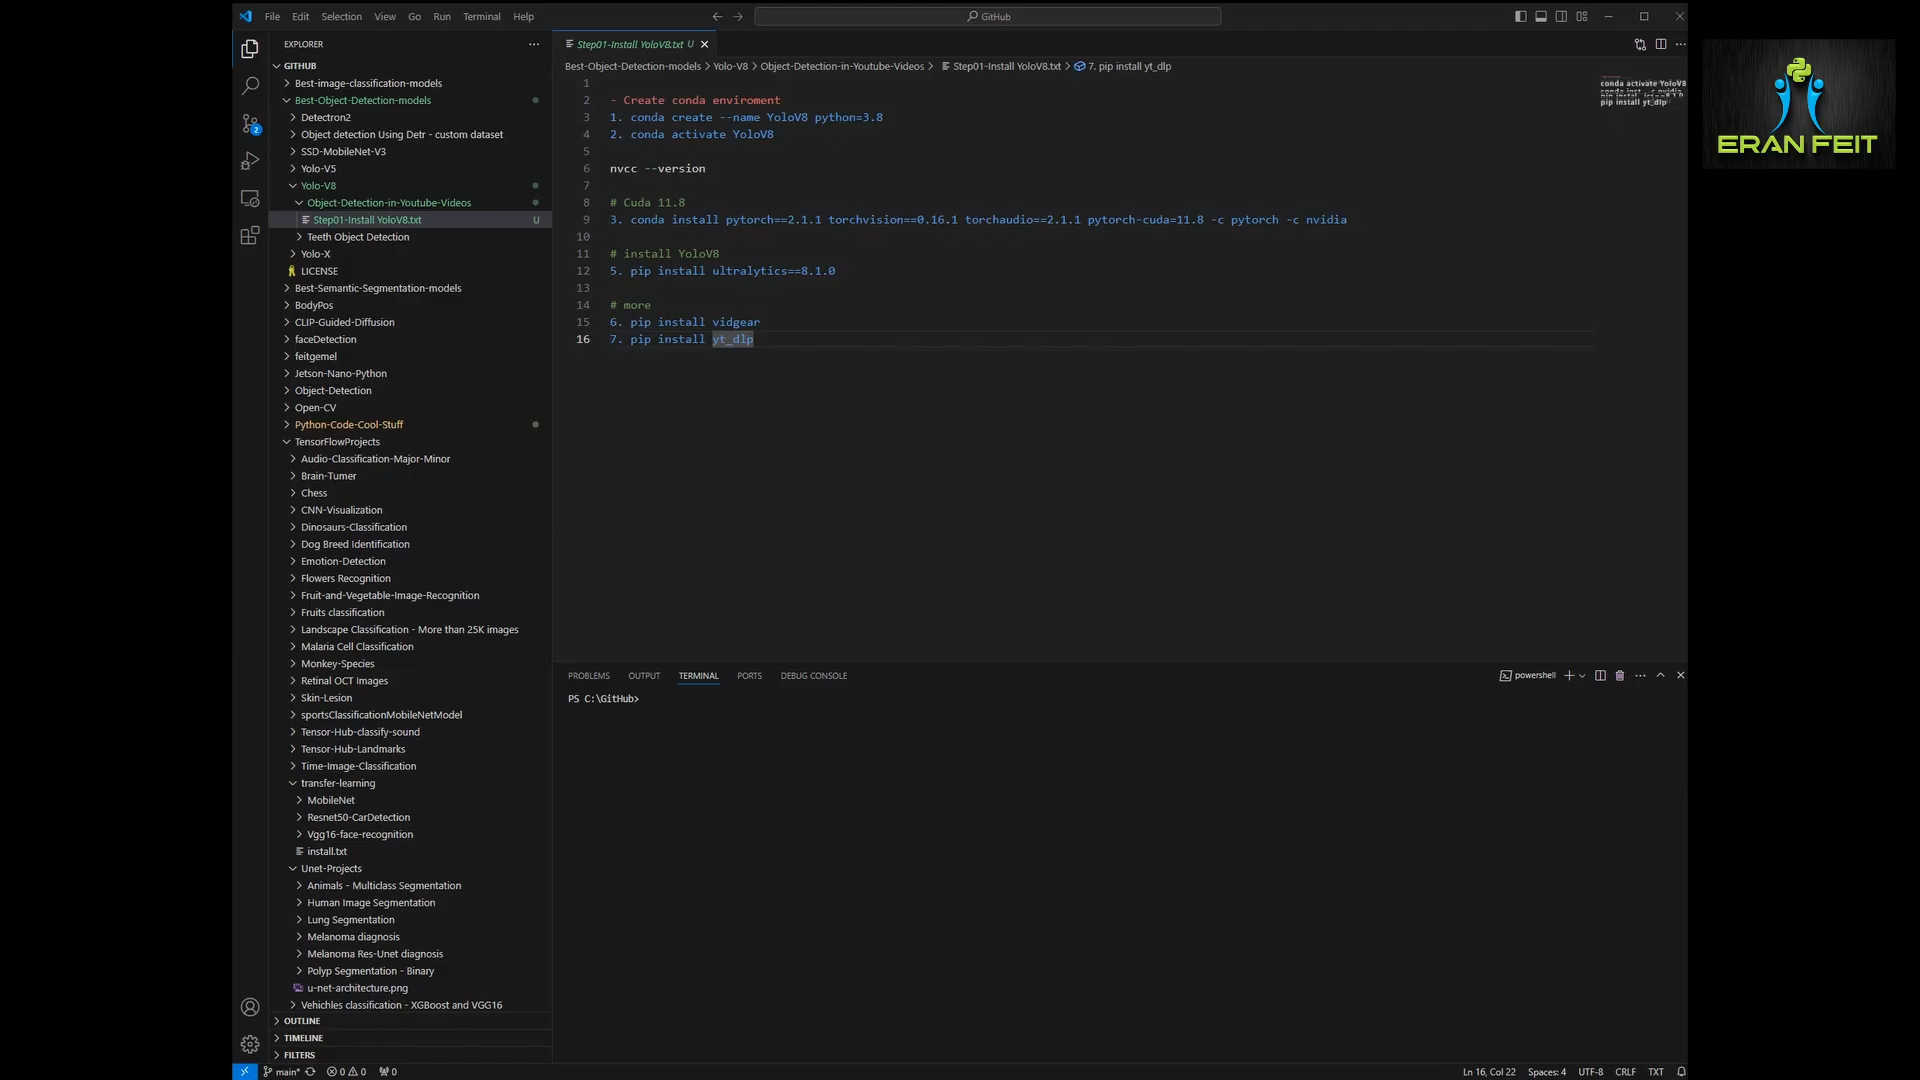 File Edit Selection View Go Run Terminal Help
GitHub
EXPLORER
GITHUB
Best-image-classification-models
Best-Object-Detection-models
Detectron2
Object detection Using Detr - custom dataset
SSD-MobileNet-V3
Yolo-V5
Yolo-V8
Object-Detection-in-Youtube-Videos
Step01-Install YoloV8.txt U
Teeth Object Detection
Yolo-X
LICENSE
Best-Semantic-Segmentation-models
BodyPos
CLIP-Guided-Diffusion
faceDetection
feitgemel
Jetson-Nano-Python
Object-Detection
Open-CV
Python-Code-Cool-Stuff
TensorFlowProjects
Audio-Classification-Major-Minor
Brain-Tumer
Chess
CNN-Visualization
Dinosaurs-Classification
Dog Breed Identification
Emotion-Detection
Flowers Recognition
Fruit-and-Vegetable-Image-Recognition
Fruits classification
Landscape Classification - More than 25K images
Malaria Cell Classification
Monkey-Species
Retinal OCT Images
Skin-Lesion
sportsClassificationMobileNetModel
Tensor-Hub-classify-sound
Tensor-Hub-Landmarks
Time-Image-Classification
transfer-learning
MobileNet
Resnet50-CarDetection
Vgg16-face-recognition
install.txt
Unet-Projects
Animals - Multiclass Segmentation
Human Image Segmentation
Lung Segmentation
Melanoma diagnosis
Melanoma Res-Unet diagnosis
Polyp Segmentation - Binary
u-net-architecture.png
Vehichles classification - XGBoost and VGG16
OUTLINE
TIMELINE
FILTERS
2
Step01-Install YoloV8.txt U
Best-Object-Detection-models > Yolo-V8 > Object-Detection-in-Youtube-Videos > Step01-Install YoloV8.txt > 7. pip install yt_dlp
1
2 - Create conda enviroment
3 1. conda create --name YoloV8 python=3.8
4 2. conda activate YoloV8
5
6 nvcc --version
7
8 # Cuda 11.8
9 3. conda install pytorch==2.1.1 torchvision==0.16.1 torchaudio==2.1.1 pytorch-cuda=11.8 -c pytorch -c nvidia
10
11 # install YoloV8
12 5. pip install ultralytics==8.1.0
13
14 # more
15 6. pip install vidgear
16 7. pip install yt_dlp
conda activate YoloV8
pip install yt_dlp
PROBLEMS OUTPUT TERMINAL PORTS DEBUG CONSOLE
powershell
PS C:\GitHub>
main* 0 0 0
Ln 16, Col 22 Spaces: 4 UTF-8 CRLF TXT
ERAN FEIT